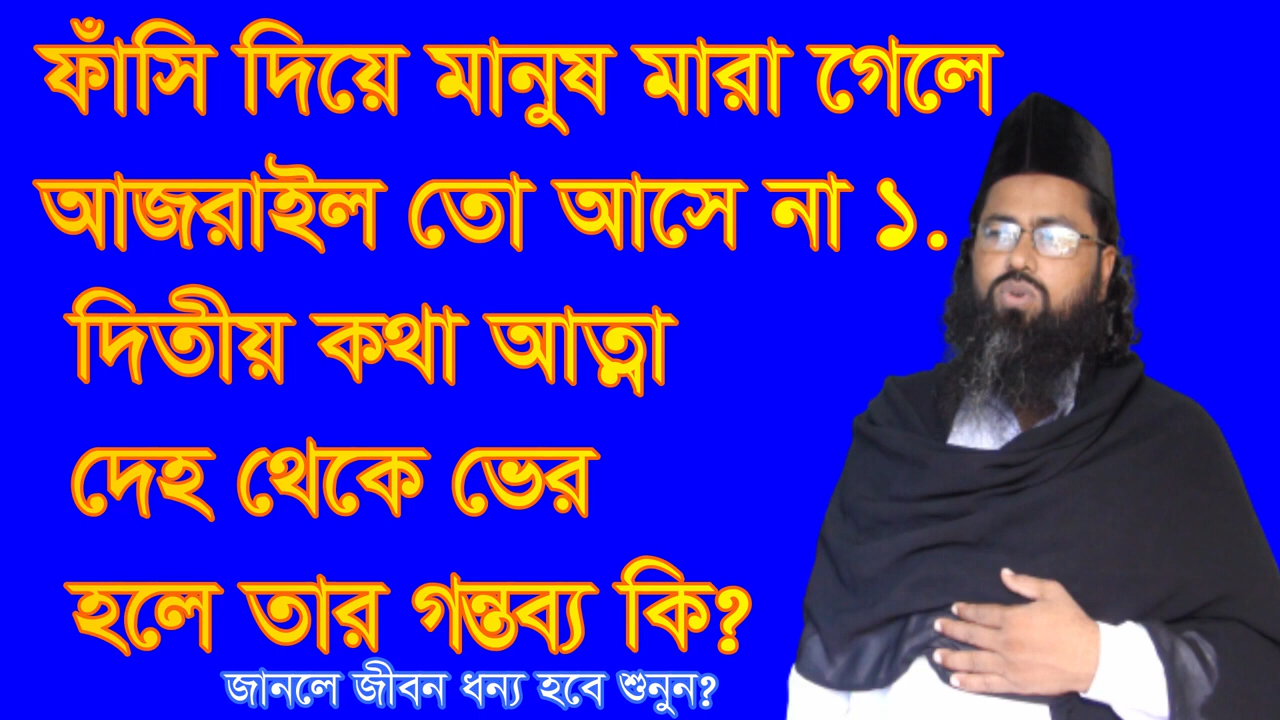 ফাঁসি দিয়ে মানুষ মারা গেলে
আজরাইল তো আসে না ১.
দিতীয় কথা আত্না
দেহ থেকে ভের
হলে তার গন্তব্য কি?
জানলে জীবন ধন্য হবে শুনুন?